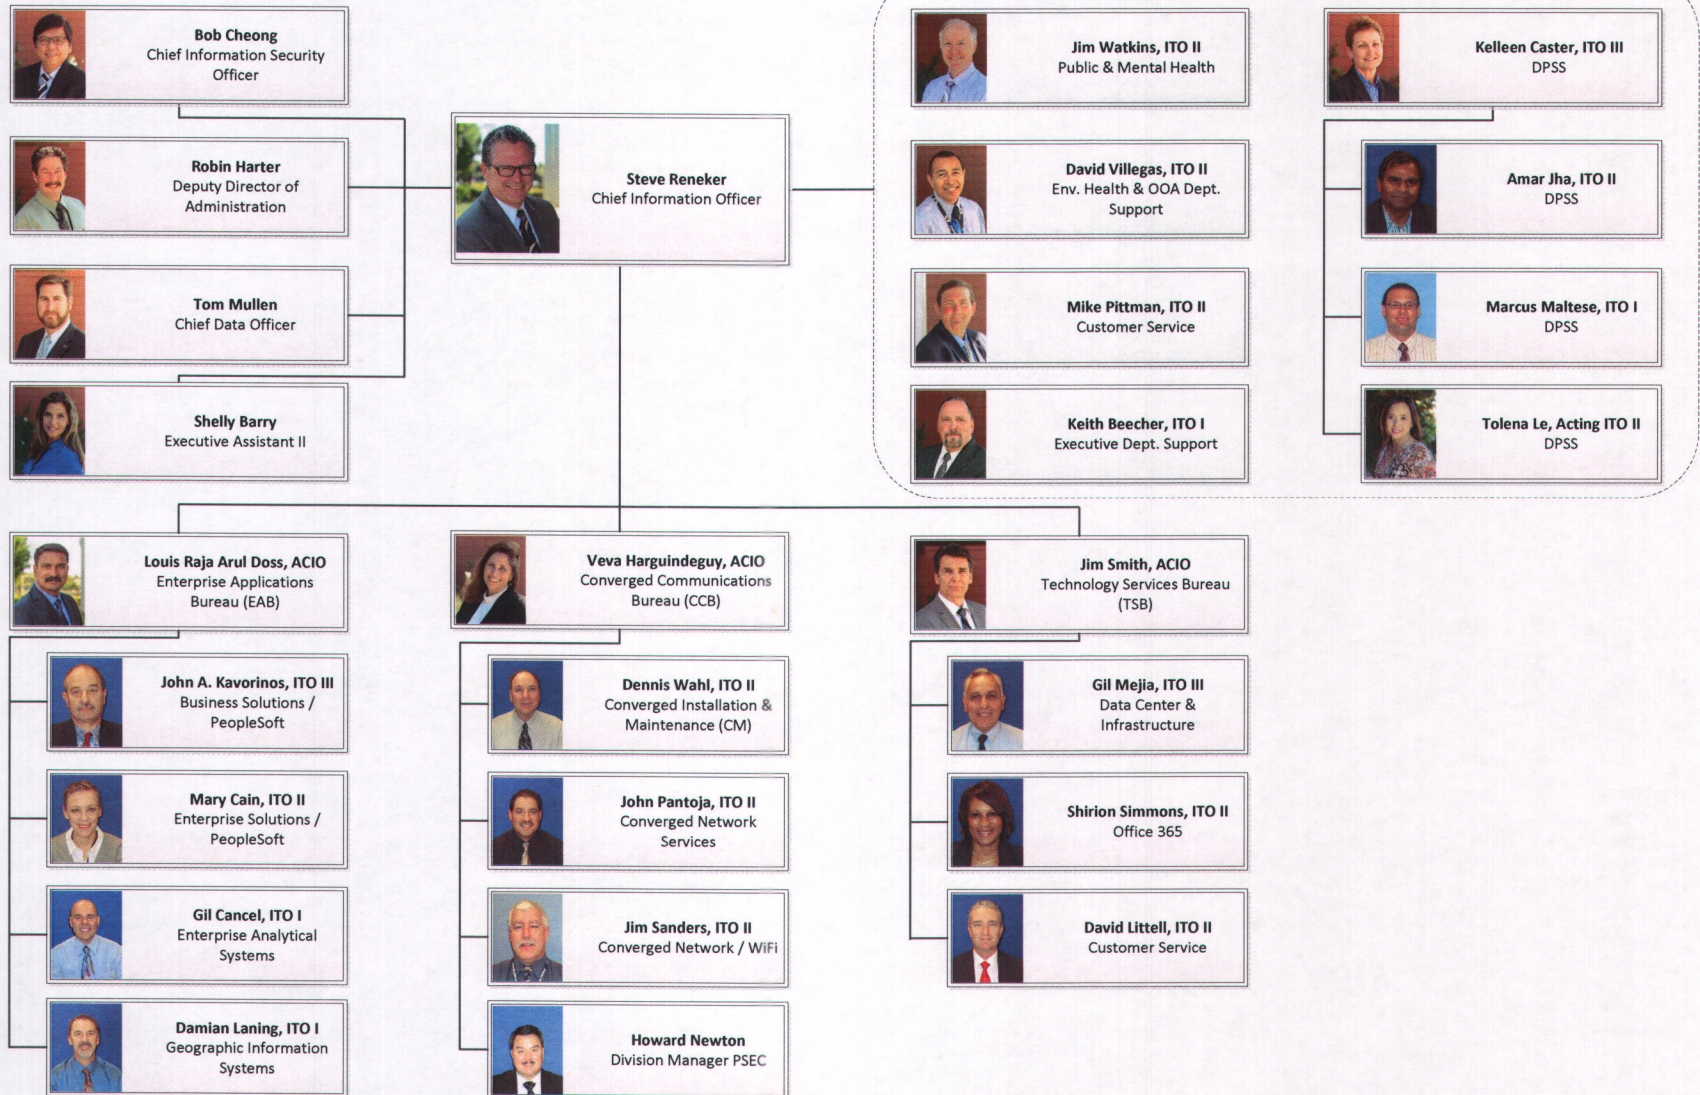 Bob Cheong
Chief Information Security
Officer
Robin Harter
Deputy Director of
Administration
Tom Mullen
Chief Data Officer
Shelly Barry
Executive Assistant II
Steve Reneker
Chief Information Officer
Jim Watkins, ITO II
Public & Mental Health
David Villegas, ITO II
Env. Health & OOA Dept.
Support
Mike Pittman, ITO II
Customer Service
Keith Beecher, ITO I
Executive Dept. Support
Kelleen Caster, ITO III
DPSS
Amar Jha, ITO II
DPSS
Marcus Maltese, ITO I
DPSS
Tolena Le, Acting ITO II
DPSS
Louis Raja Arul Doss, ACIO
Enterprise Applications
Bureau (EAB)
John A. Kavorinos, ITO III
Business Solutions /
PeopleSoft
Mary Cain, ITO II
Enterprise Solutions /
PeopleSoft
Gil Cancel, ITO I
Enterprise Analytical
Systems
Damian Laning, ITO I
Geographic Information
Systems
Veva Harguindeguy, ACIO
Converged Communications
Bureau (CCB)
Dennis Wahl, ITO II
Converged Installation &
Maintenance (CM)
John Pantoja, ITO II
Converged Network
Services
Jim Sanders, ITO II
Converged Network / WiFi
Howard Newton
Division Manager PSEC
Jim Smith, ACIO
Technology Services Bureau
(TSB)
Gil Mejia, ITO III
Data Center &
Infrastructure
Shirion Simmons, ITO II
Office 365
David Littell, ITO II
Customer Service